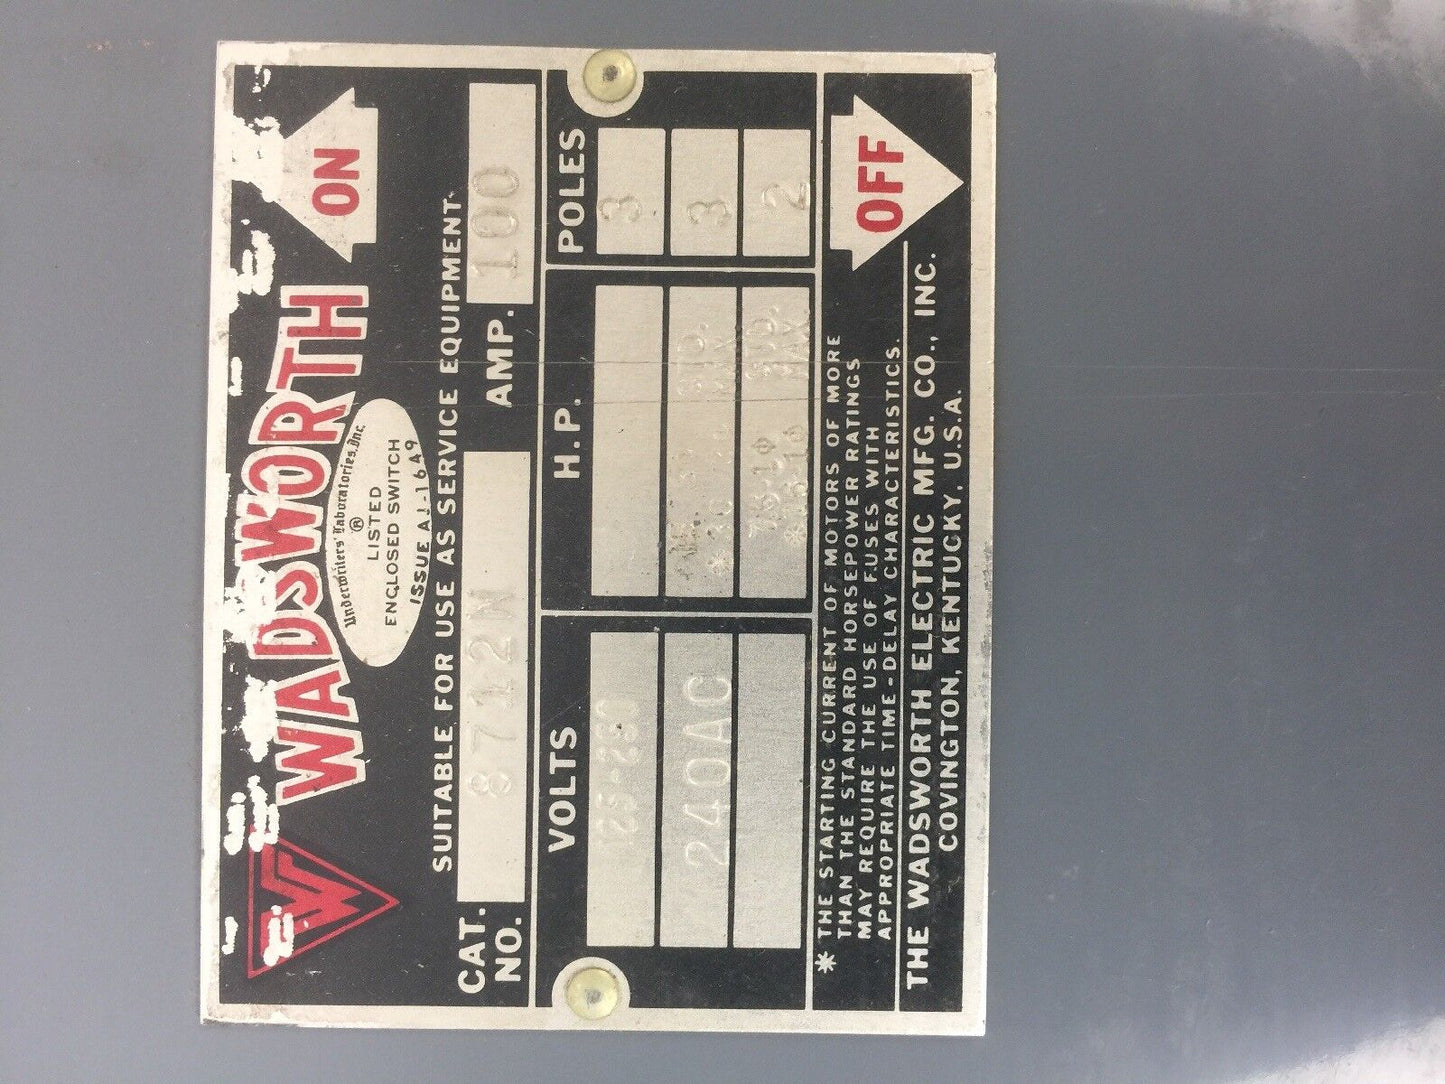 WADSWORTH
ON
Underwriters' Laboratories, Inc.
®
LISTED
ENCLOSED SWITCH
ISSUE AJ-1649
SUITABLE FOR USE AS SERVICE EQUIPMENT
CAT. NO. 8712N AMP. 100
VOLTS H.P. POLES
3
240AC STD. 3
STD. 2
MAX.
* THE STARTING CURRENT OF MOTORS OF MORE
THAN THE STANDARD HORSEPOWER RATINGS
MAY REQUIRE THE USE OF FUSES WITH
APPROPRIATE TIME-DELAY CHARACTERISTICS.
OFF
THE WADSWORTH ELECTRIC MFG. CO., INC.
COVINGTON, KENTUCKY, U.S.A.